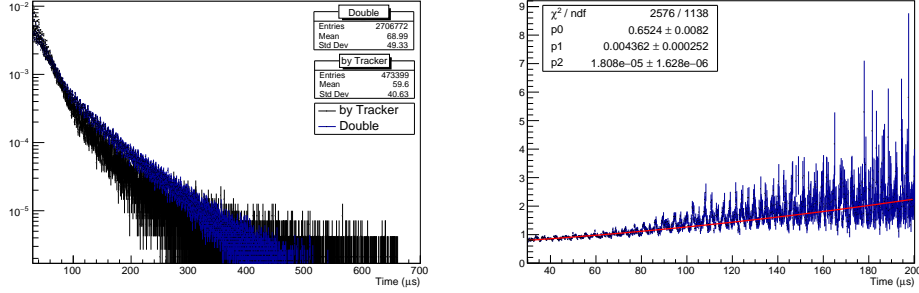 10⁻²
10⁻³
10⁻⁴
10⁻⁵
Double
Entries 2706772
Mean 68.99
Std Dev 49.33
by Tracker
Entries 473399
Mean 59.6
Std Dev 40.63
by Tracker
Double
100 200 300 400 500 600 700
Time (μs)
χ² / ndf 2576 / 1138
p0 0.6524 ± 0.0082
p1 0.004362 ± 0.000252
p2 1.808e−05 ± 1.628e−06
9
8
7
6
5
4
3
2
1
0
40 60 80 100 120 140 160 180 200
Time (μs)